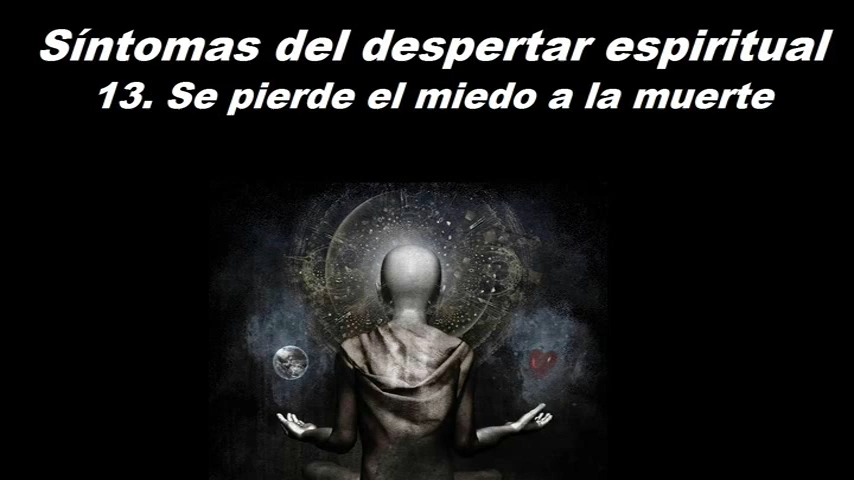 Síntomas del despertar espiritual
13. Se pierde el miedo a la muerte